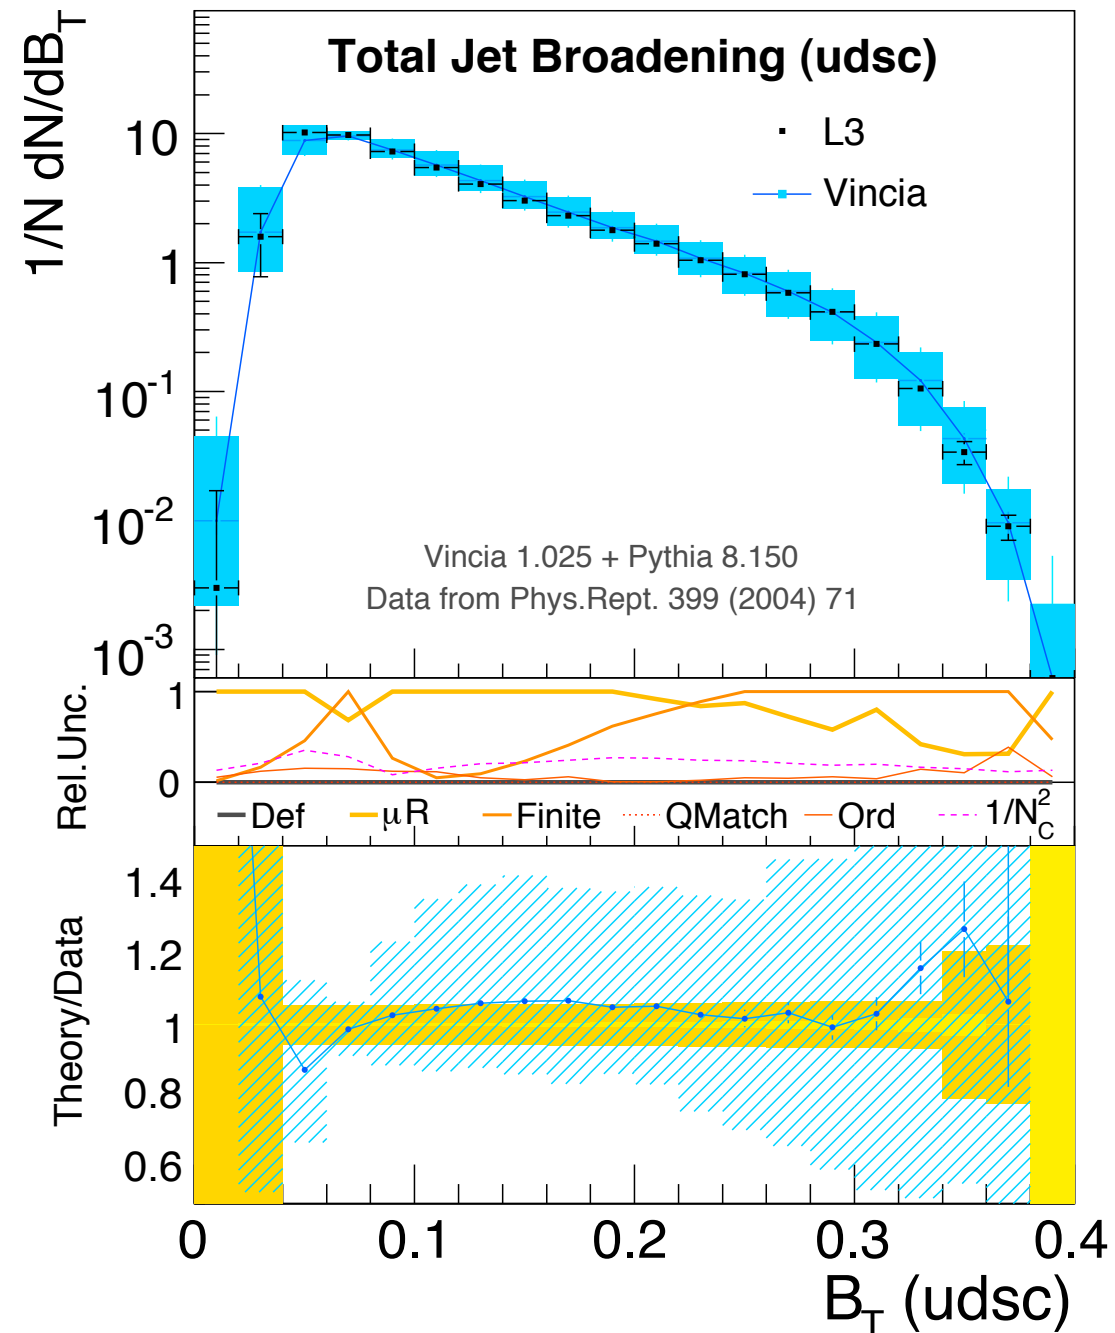 Total Jet Broadening (udsc)
1/N dN/dB_T
L3
Vincia
10
1
10^-1
10^-2
10^-3
Vincia 1.025 + Pythia 8.150
Data from Phys.Rept. 399 (2004) 71
Rel.Unc.
1
0
Def μR Finite QMatch Ord 1/N_C^2
Theory/Data
1.4
1.2
1
0.8
0.6
0 0.1 0.2 0.3 0.4
B_T (udsc)